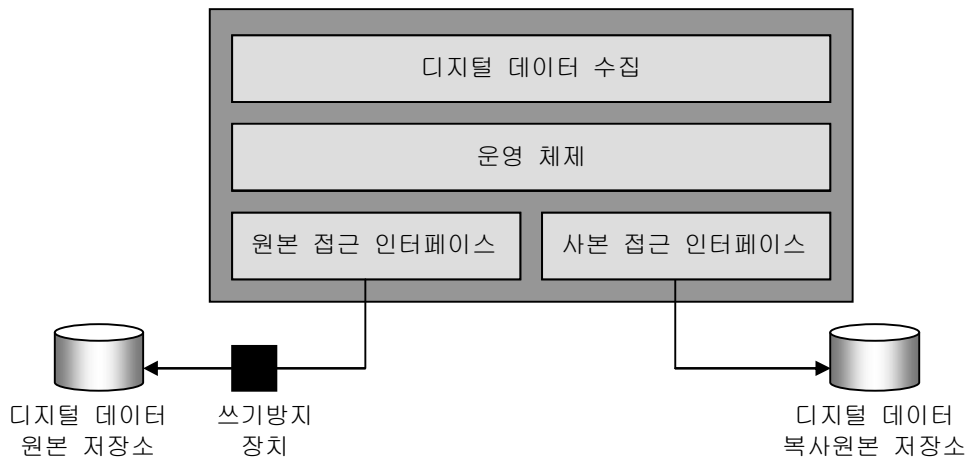 디지털 데이터 수집
운영 체제
원본 접근 인터페이스
사본 접근 인터페이스
디지털 데이터
원본 저장소
쓰기방지
장치
디지털 데이터
복사원본 저장소